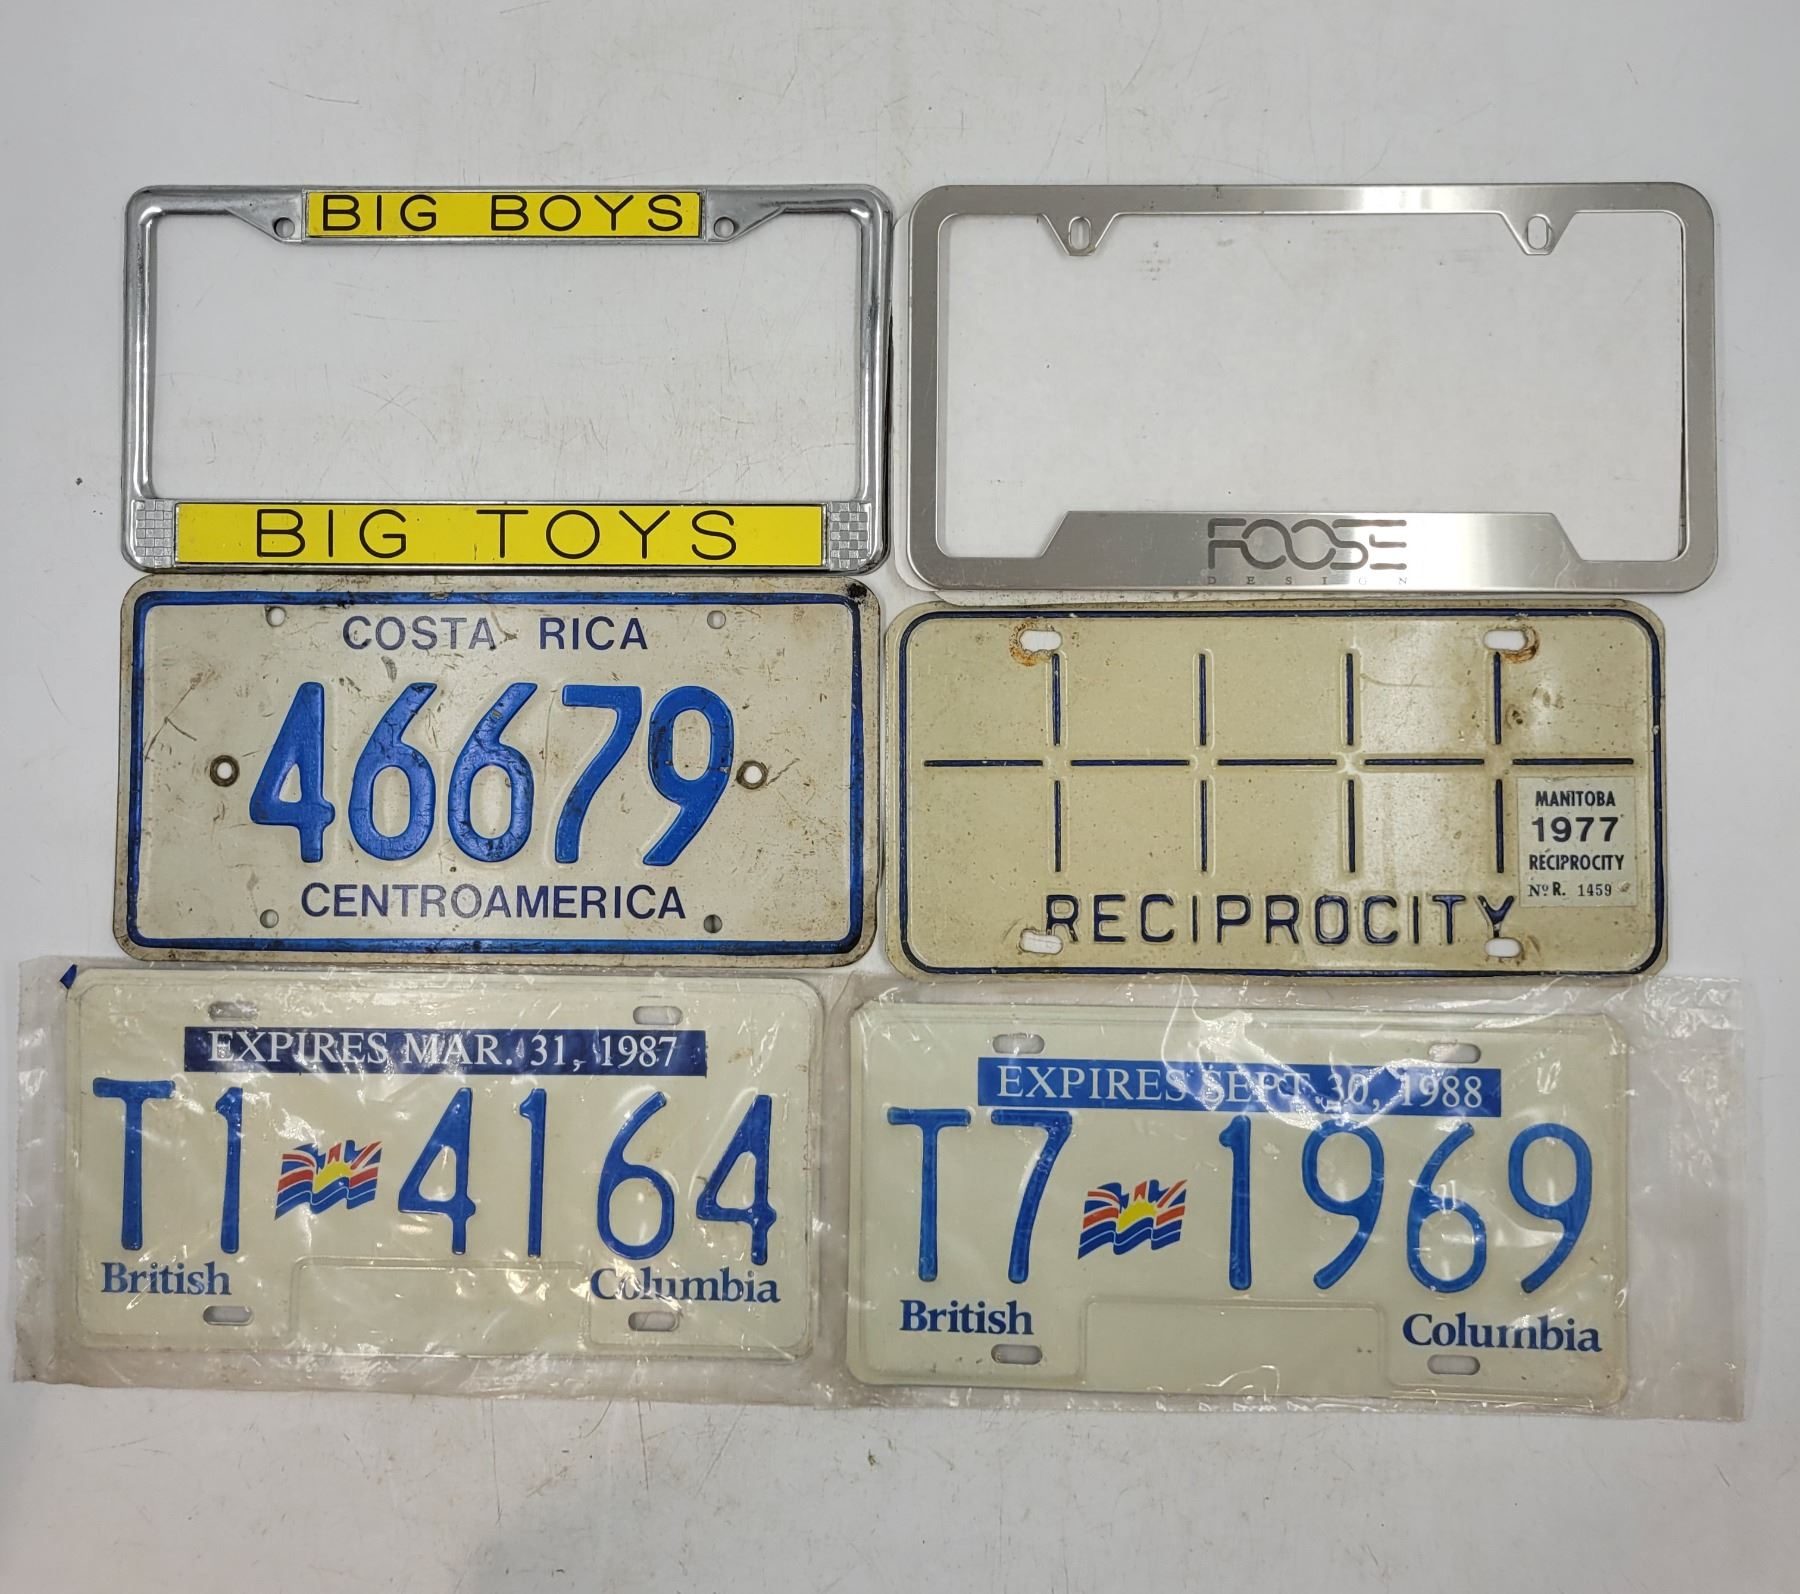 BIG BOYS
BIG TOYS
FOOSE
DESIGN
COSTA RICA
46679
CENTROAMERICA
MANITOBA
1977
RECIPROCITY
Nº R. 1459
RECIPROCITY
EXPIRES MAR. 31, 1987
T1 4164
British Columbia
EXPIRES SEPT. 30, 1988
T7 1969
British Columbia